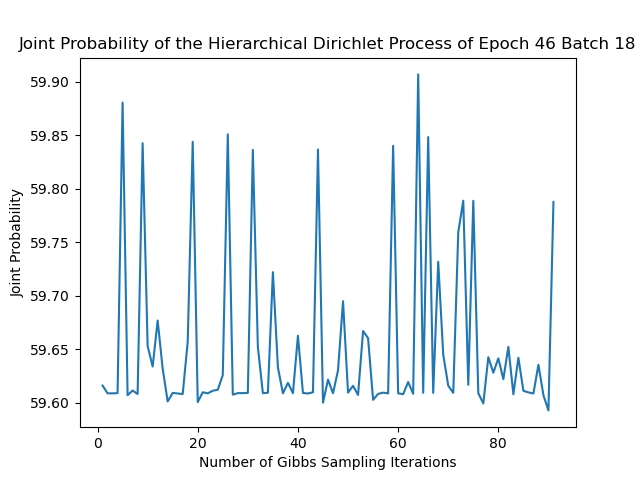 Joint Probability of the Hierarchical Dirichlet Process of Epoch 46 Batch 18
59.90
59.85
59.80
59.75
59.70
59.65
59.60
Joint Probability
0 20 40 60 80
Number of Gibbs Sampling Iterations